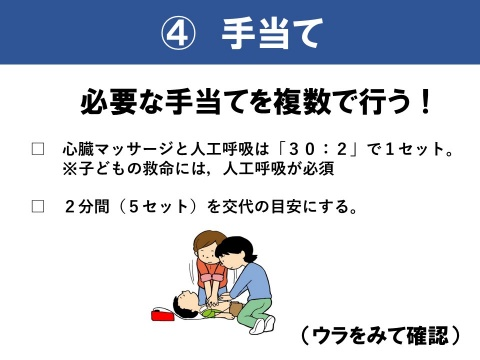 ④　手当て
必要な手当てを複数で行う！
□　心臓マッサージと人工呼吸は「３０：２」で１セット。
※子どもの救命には，人工呼吸が必須
□　２分間（５セット）を交代の目安にする。
（ウラをみて確認）